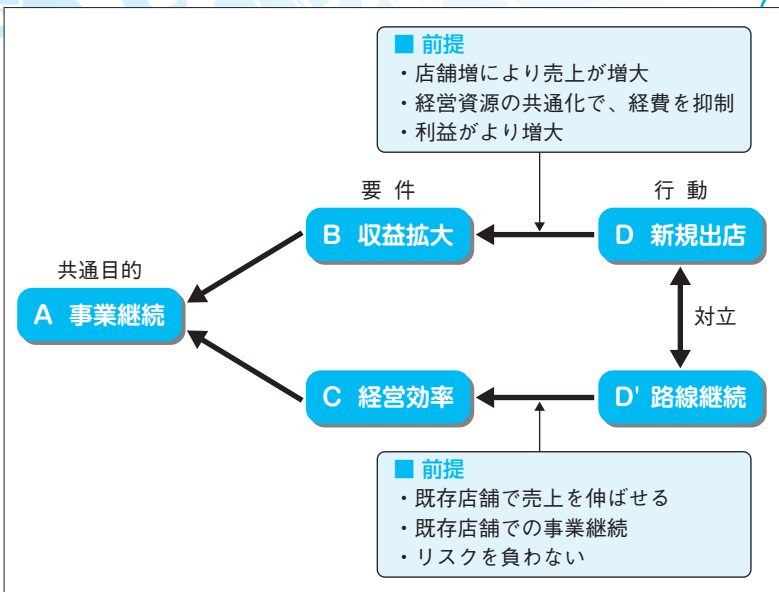 ■ 前提
・店舗増により売上が増大
・経営資源の共通化で、経費を抑制
・利益がより増大
要 件
行 動
B 収益拡大
D 新規出店
共通目的
A 事業継続
対立
C 経営効率
D' 路線継続
■ 前提
・既存店舗で売上を伸ばせる
・既存店舗での事業継続
・リスクを負わない